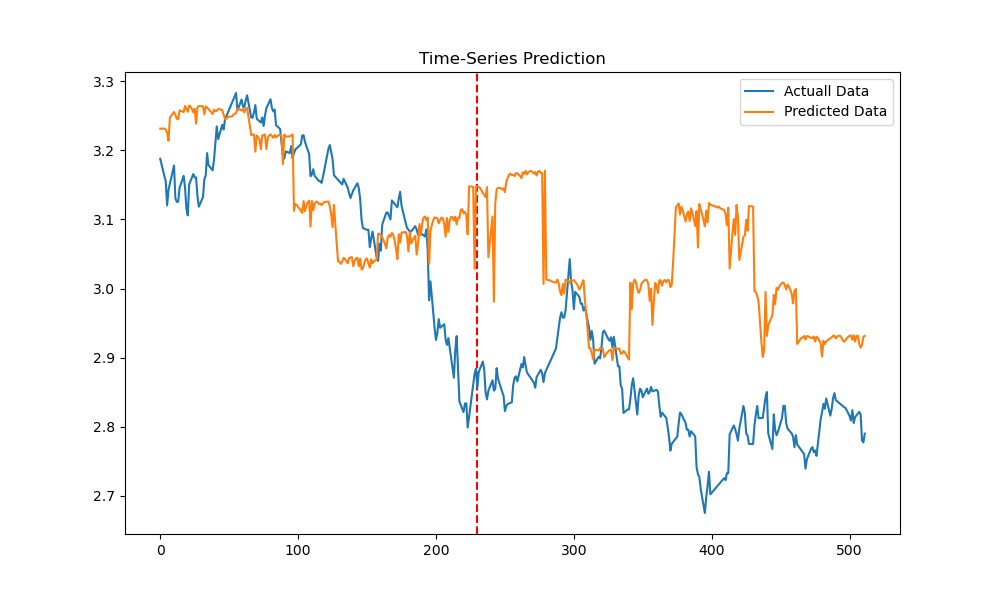 Time-Series Prediction
Actuall Data
Predicted Data
3.3
3.2
3.1
3.0
2.9
2.8
2.7
0 100 200 300 400 500